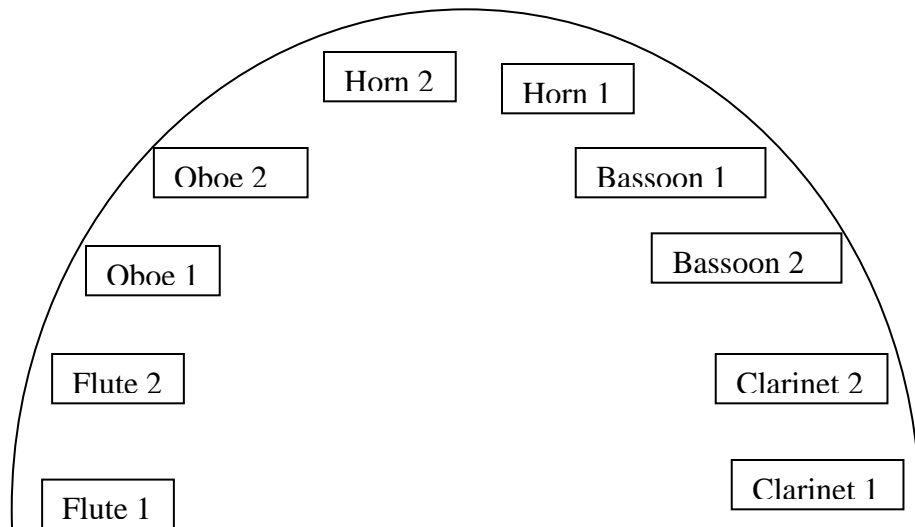 Horn 2
Horn 1
Oboe 2
Bassoon 1
Bassoon 2
Oboe 1
Flute 2
Clarinet 2
Clarinet 1
Flute 1